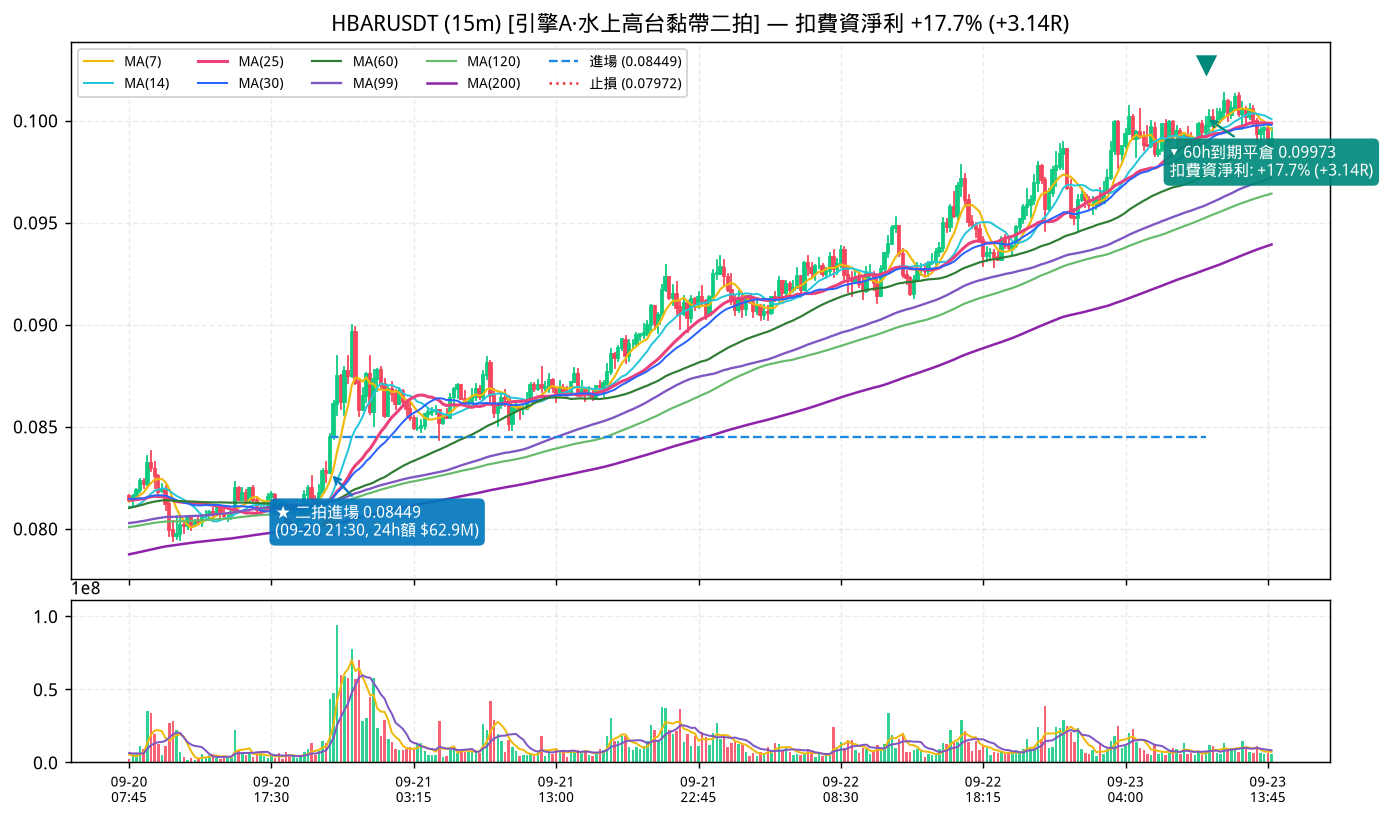 HBARUSDT (15m) [引擎A·水上高台黏帶二拍] — 扣費資淨利 +17.7% (+3.14R)
MA(7) MA(25) MA(60) MA(120) 進場 (0.08449)
MA(14) MA(30) MA(99) MA(200) 止損 (0.07972)
0.100
▼ 60h到期平倉 0.09973
扣費資淨利: +17.7% (+3.14R)
0.095
0.090
0.085
★ 二拍進場 0.08449
(09-20 21:30, 24h額 $62.9M)
0.080
1e8
1.0
0.5
0.0
09-20 09-20 09-21 09-21 09-21 09-22 09-22 09-23 09-23
07:45 17:30 03:15 13:00 22:45 08:30 18:15 04:00 13:45